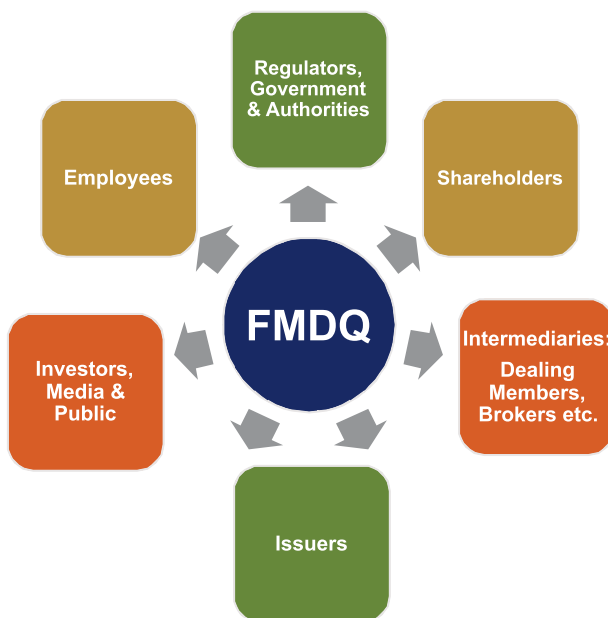 Regulators,
Government
& Authorities
Employees
Shareholders
FMDQ
Investors,
Media &
Public
Intermediaries:
Dealing
Members,
Brokers etc.
Issuers